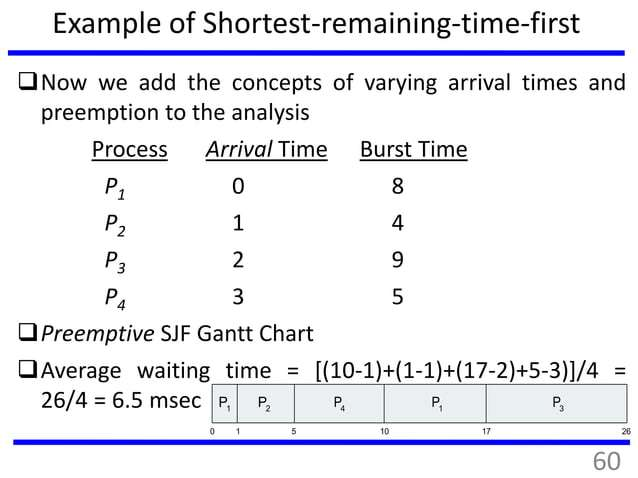 Example of Shortest-remaining-time-first
❑Now we add the concepts of varying arrival times and
preemption to the analysis
Process Arrival Time Burst Time
P1 0 8
P2 1 4
P3 2 9
P4 3 5
❑Preemptive SJF Gantt Chart
❑Average waiting time = [(10-1)+(1-1)+(17-2)+5-3)]/4 =
26/4 = 6.5 msec
P1 P2 P4 P1 P3
0 1 5 10 17 26
60